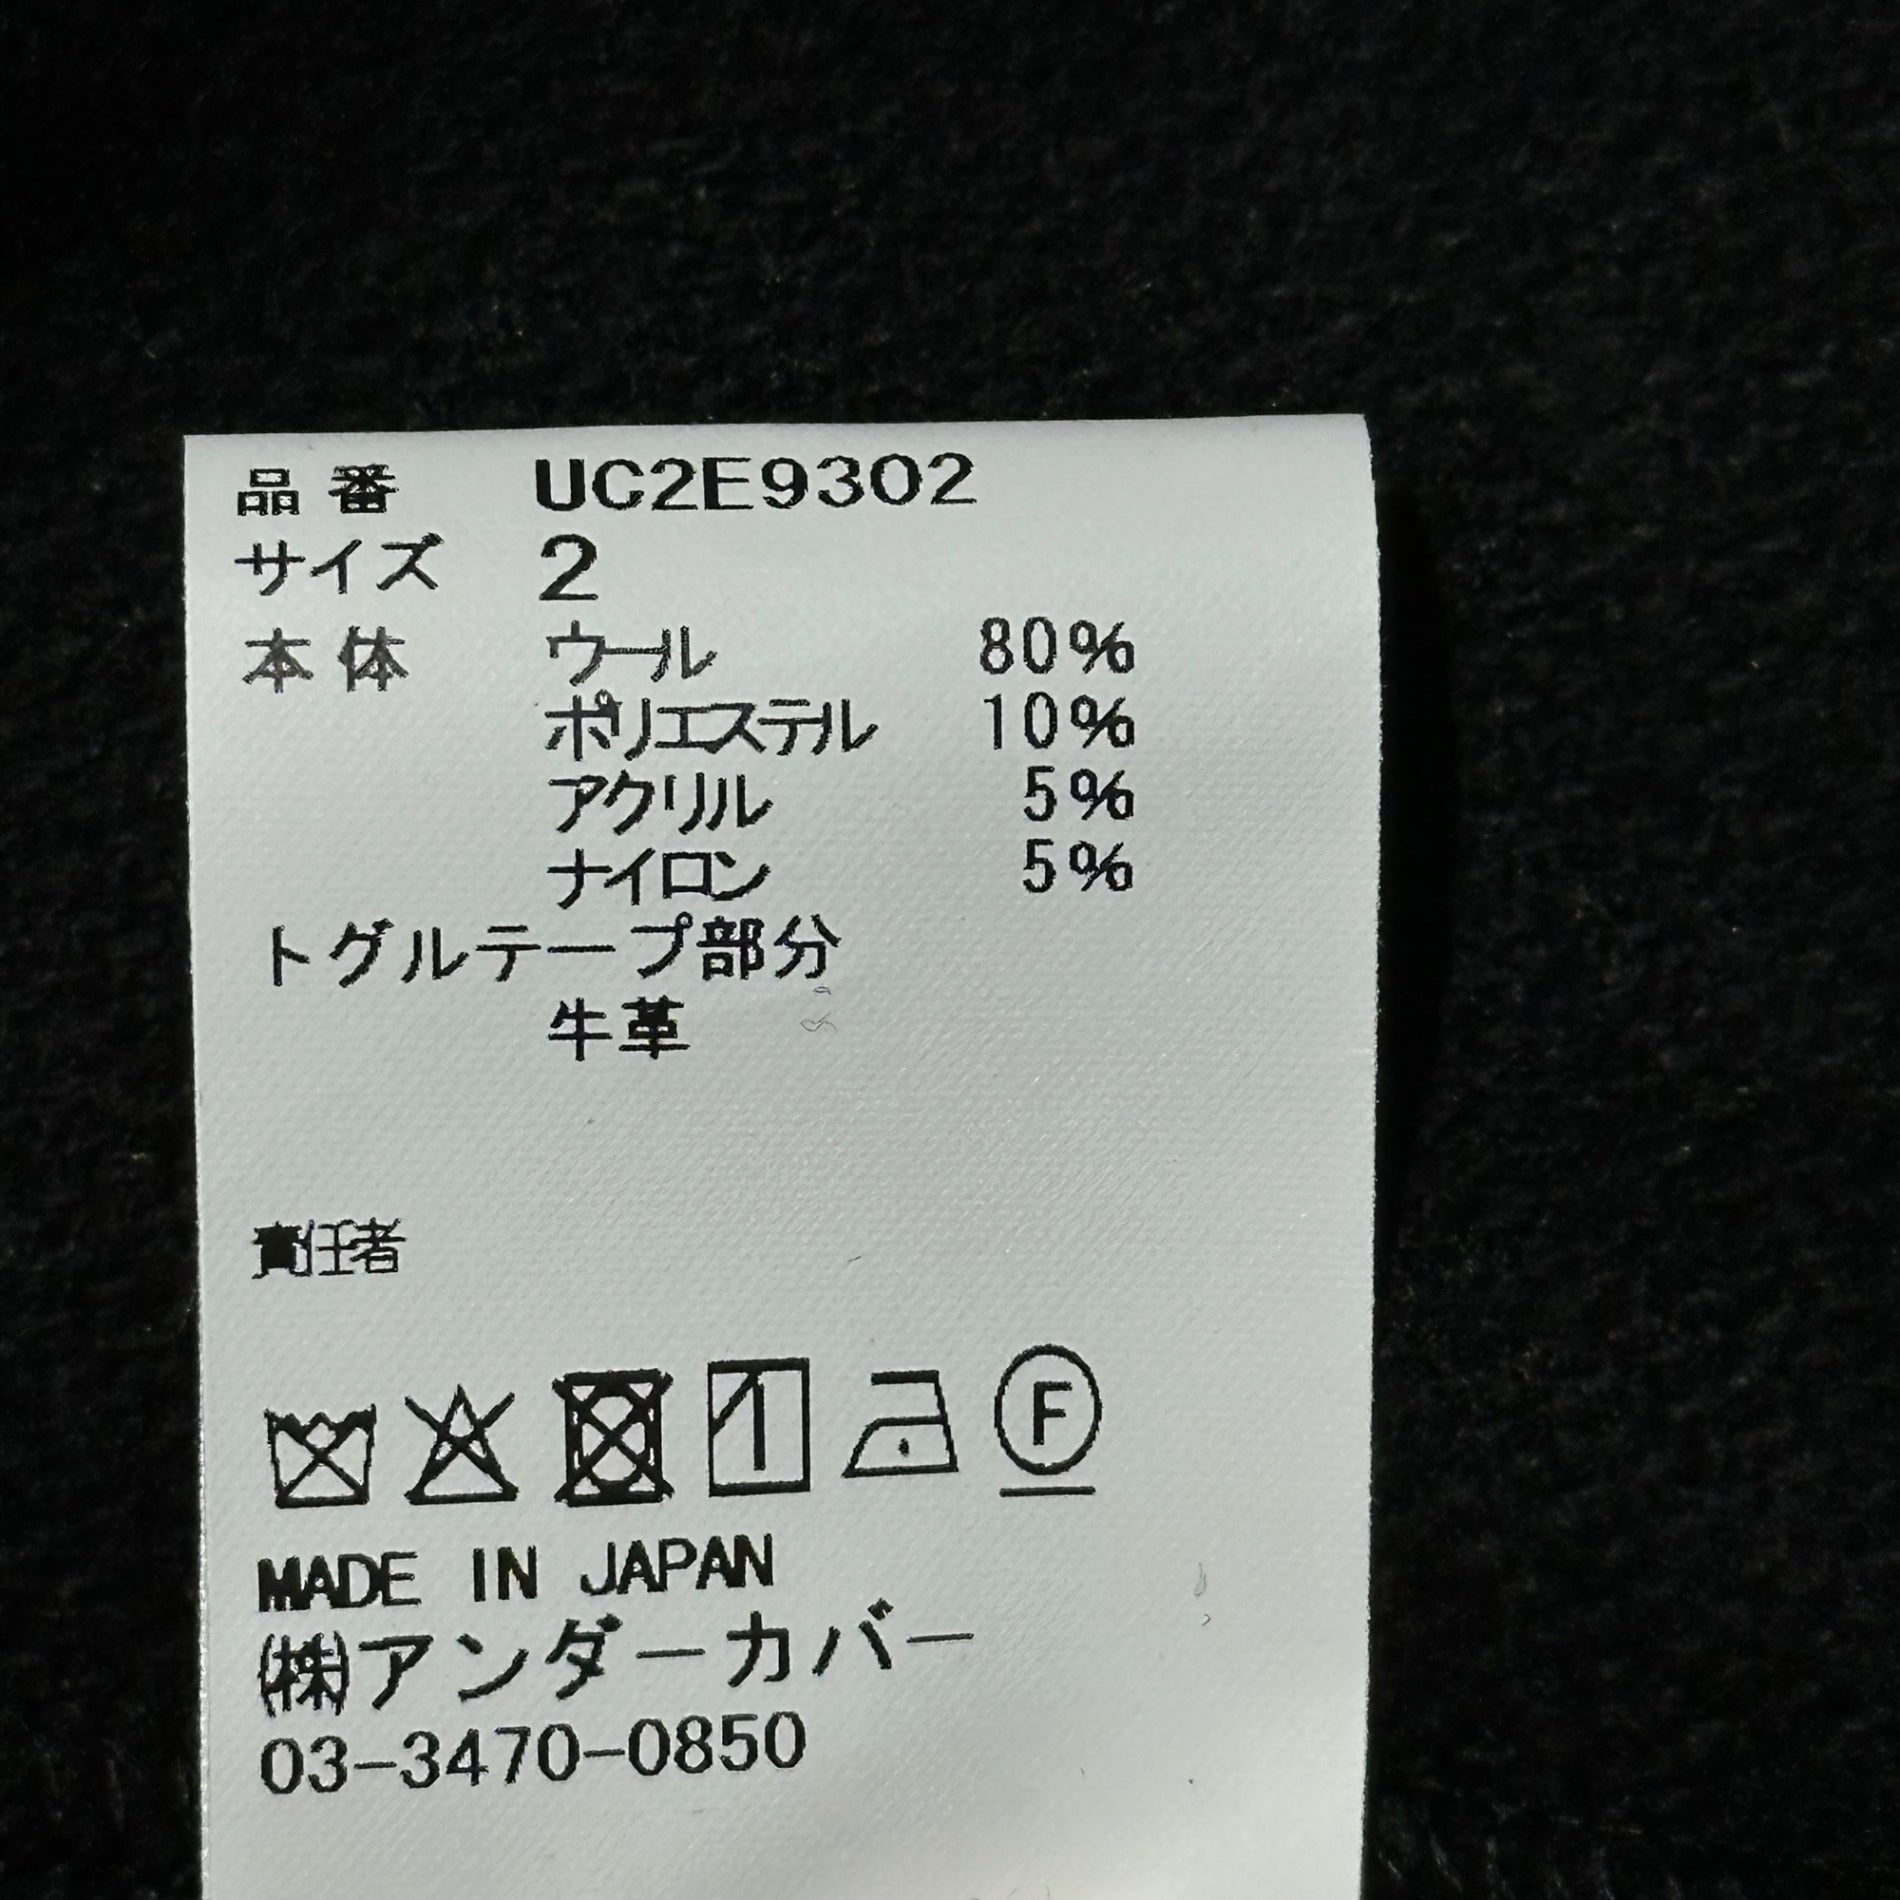 品番 UC2E9302
サイズ 2
本体 ウール 80%
ポリエステル 10%
アクリル 5%
ナイロン 5%
トグルテープ部分
牛革
責任者
F
MADE IN JAPAN
㈱アンダーカバー
03-3470-0850